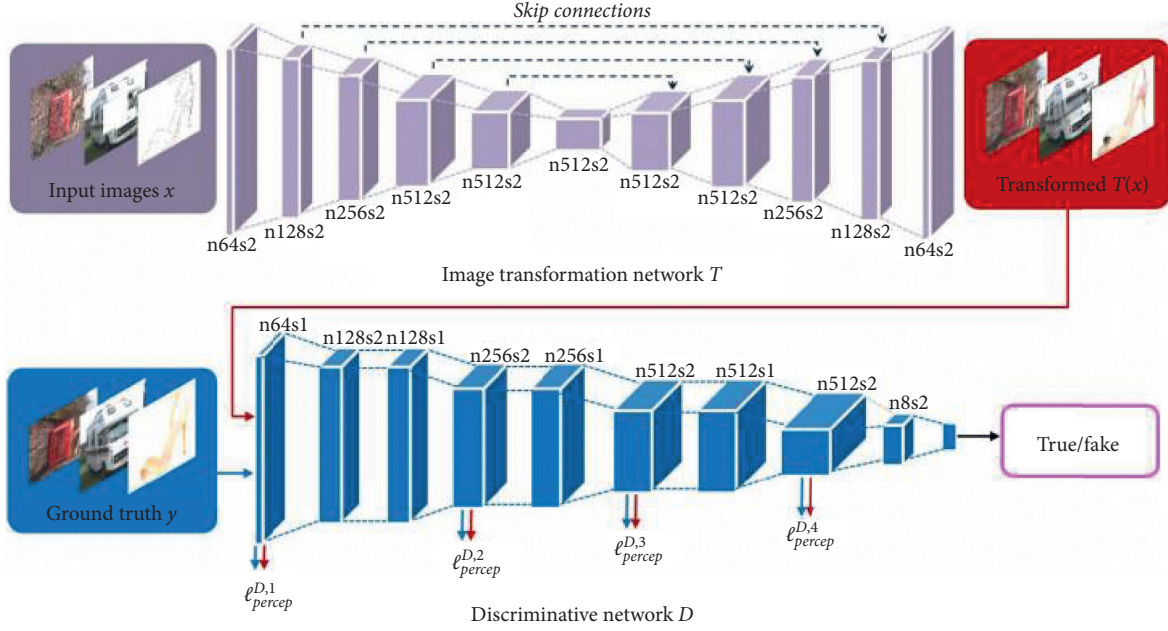 Skip connections
Input images x
n64s2
n128s2
n256s2
n512s2
n512s2
n512s2
n512s2
n512s2
n256s2
n128s2
n64s2
Transformed T(x)
Image transformation network T
n64s1
n128s2
n128s1
n256s2
n256s1
n512s2
n512s1
n512s2
n8s2
Ground truth y
True/fake
ℓ^{D,1}_{percep}
ℓ^{D,2}_{percep}
ℓ^{D,3}_{percep}
ℓ^{D,4}_{percep}
Discriminative network D